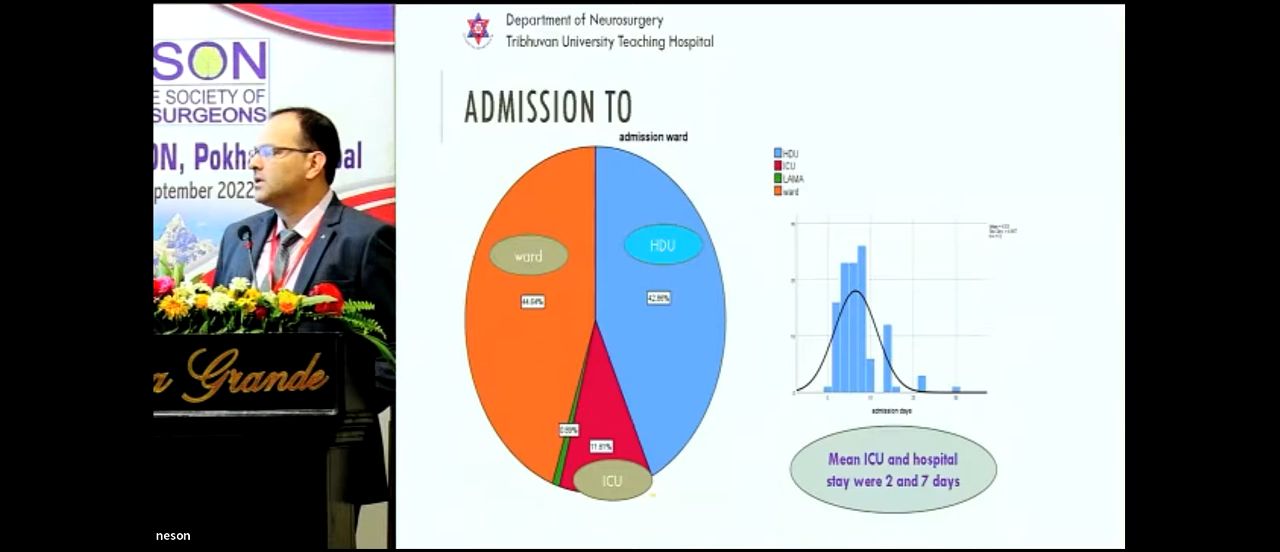 SON
E SOCIETY OF
SURGEONS
ON, Pokha al
ptember 2022
a Grande
neson
Department of Neurosurgery
Tribhuvan University Teaching Hospital
ADMISSION TO
admission ward
HDU
ICU
LAMA
ward
ward
HDU
44.64%
42.86%
0.89%
11.61%
ICU
admission days
Mean ICU and hospital
stay were 2 and 7 days